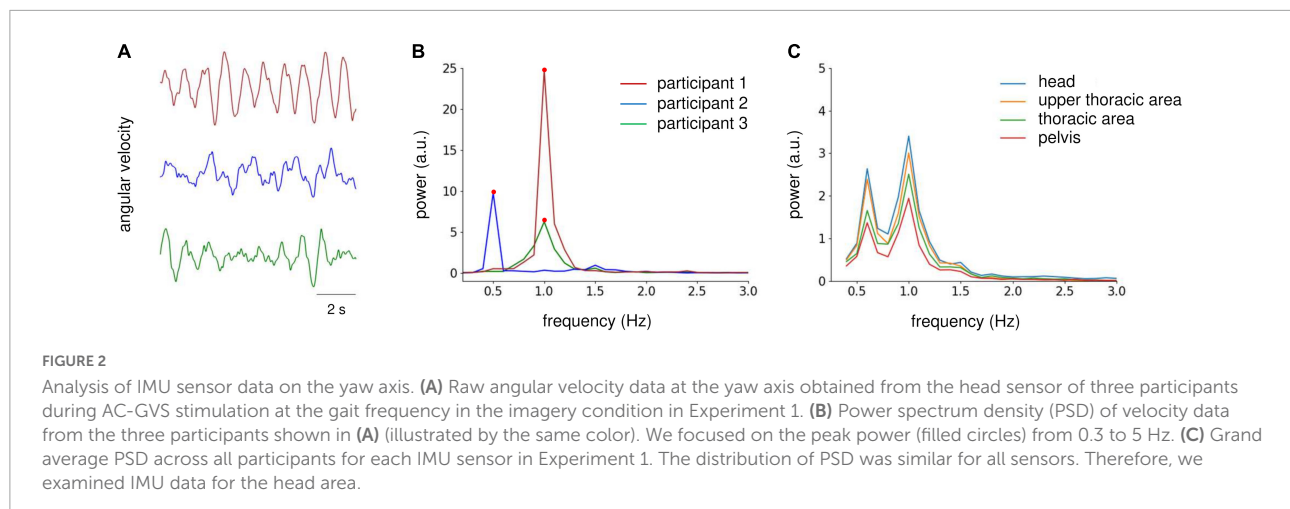 A
angular velocity
2 s
B
25
20
15
10
5
0
power (a.u.)
0.5 1.0 1.5 2.0 2.5 3.0
frequency (Hz)
participant 1
participant 2
participant 3
C
5
4
3
2
1
0
power (a.u.)
0.5 1.0 1.5 2.0 2.5 3.0
frequency (Hz)
head
upper thoracic area
thoracic area
pelvis
FIGURE 2
Analysis of IMU sensor data on the yaw axis. (A) Raw angular velocity data at the yaw axis obtained from the head sensor of three participants
during AC-GVS stimulation at the gait frequency in the imagery condition in Experiment 1. (B) Power spectrum density (PSD) of velocity data
from the three participants shown in (A) (illustrated by the same color). We focused on the peak power (filled circles) from 0.3 to 5 Hz. (C) Grand
average PSD across all participants for each IMU sensor in Experiment 1. The distribution of PSD was similar for all sensors. Therefore, we
examined IMU data for the head area.